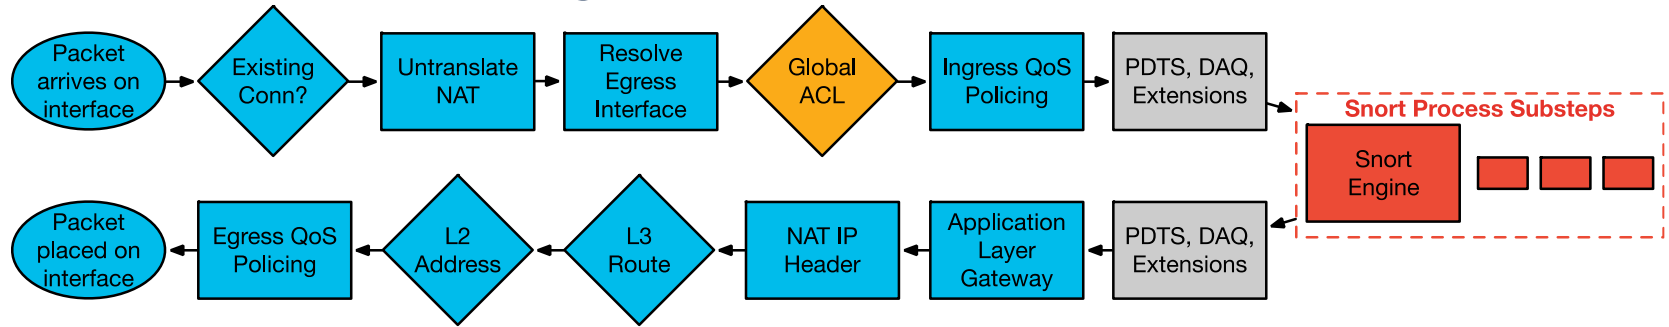 Packet
arrives on
interface
Existing
Conn?
Untranslate
NAT
Resolve
Egress
Interface
Global
ACL
Ingress QoS
Policing
PDTS, DAQ,
Extensions
Snort Process Substeps
Snort
Engine
Packet
placed on
interface
Egress QoS
Policing
L2
Address
L3
Route
NAT IP
Header
Application
Layer
Gateway
PDTS, DAQ,
Extensions